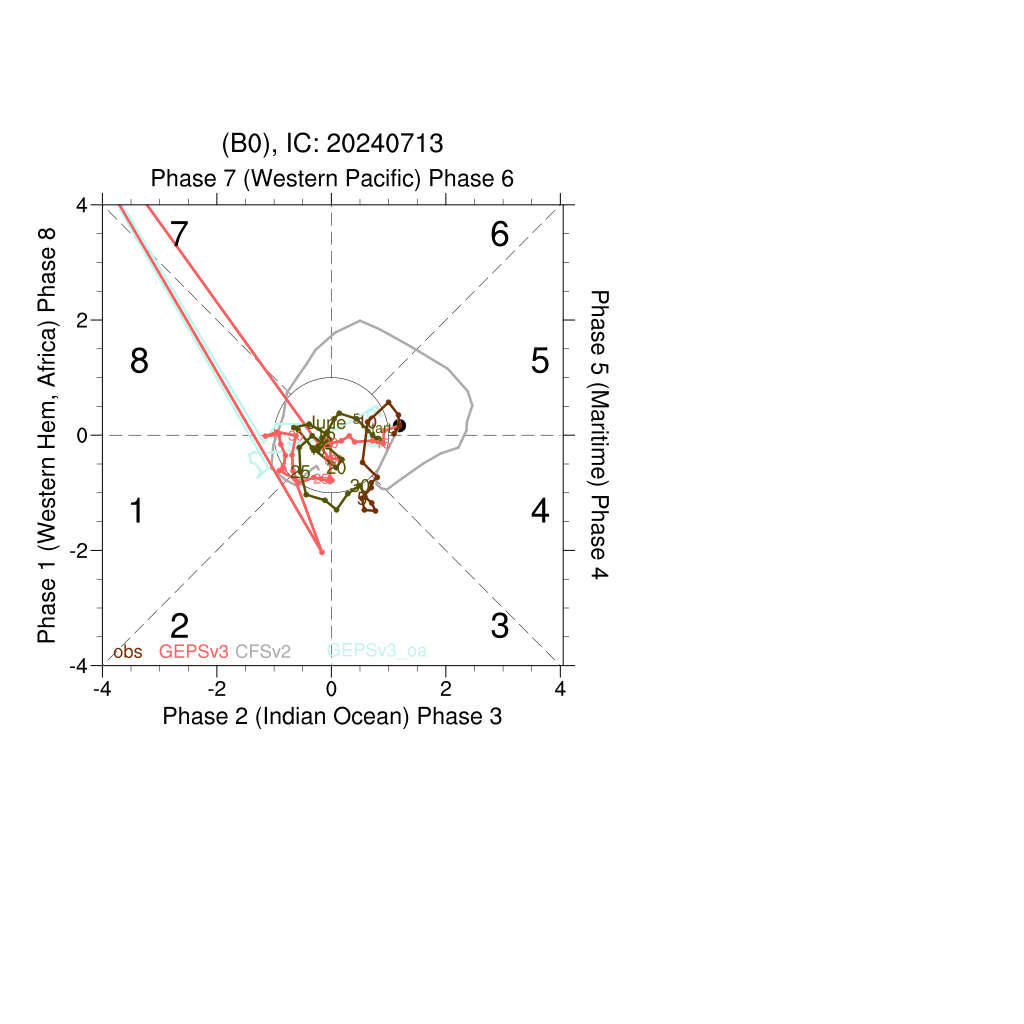 (B0), IC: 20240713
Phase 7 (Western Pacific) Phase 6
Phase 1 (Western Hem, Africa) Phase 8
Phase 5 (Maritime) Phase 4
4
2
0
-2
-4
7
6
8
5
1
4
2
3
June
25
20
30
5
obs GEPSv3 CFSv2 GEPSv3_oa
-4 -2 0 2 4
Phase 2 (Indian Ocean) Phase 3